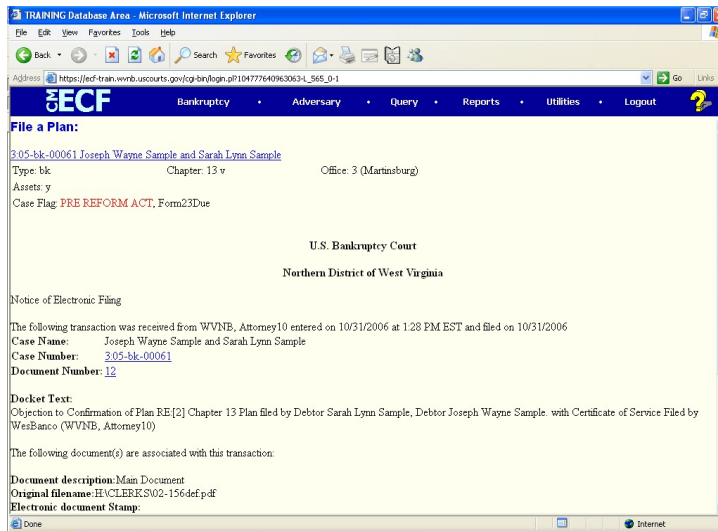 TRAINING Database Area - Microsoft Internet Explorer
File Edit View Favorites Tools Help
Back Search Favorites
Address https://ecf-train.wvnb.uscourts.gov/cgi-bin/login.pl?104777640963063-L_565_0-1 Go Links
CM ECF Bankruptcy • Adversary • Query • Reports • Utilities • Logout ?
File a Plan:
3:05-bk-00061 Joseph Wayne Sample and Sarah Lynn Sample
Type: bk Chapter: 13 v Office: 3 (Martinsburg)
Assets: y
Case Flag: PRE REFORM ACT, Form23Due
U.S. Bankruptcy Court
Northern District of West Virginia
Notice of Electronic Filing
The following transaction was received from WVNB, Attorney10 entered on 10/31/2006 at 1:28 PM EST and filed on 10/31/2006
Case Name: Joseph Wayne Sample and Sarah Lynn Sample
Case Number: 3:05-bk-00061
Document Number: 12
Docket Text:
Objection to Confirmation of Plan RE:[2] Chapter 13 Plan filed by Debtor Sarah Lynn Sample, Debtor Joseph Wayne Sample. with Certificate of Service Filed by
WesBanco (WVNB, Attorney10)
The following document(s) are associated with this transaction:
Document description:Main Document
Original filename:H:\CLERKS\02-156def.pdf
Electronic document Stamp:
Done Internet